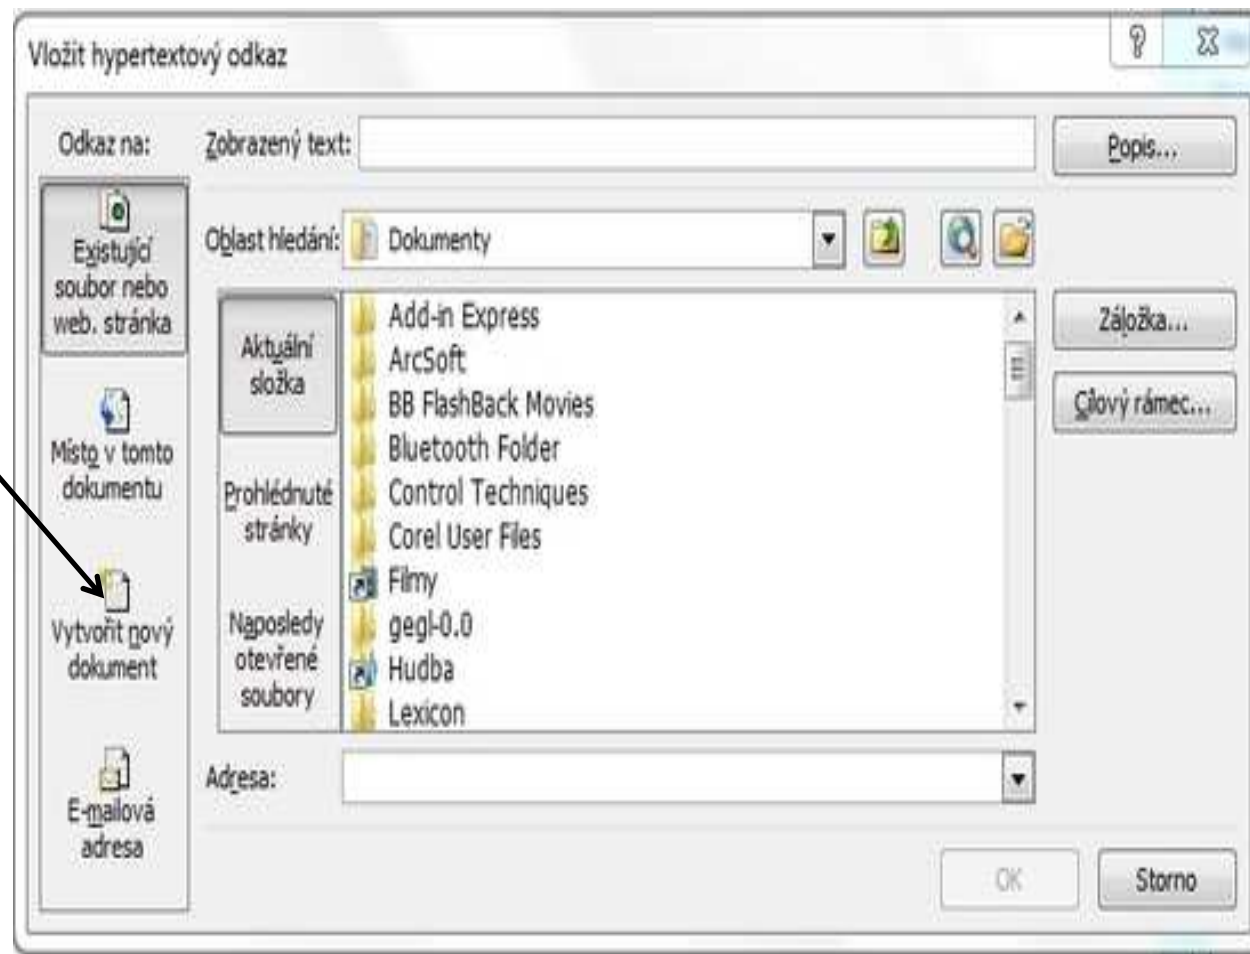 Vložit hypertextový odkaz
Odkaz na:
Zobrazený text:
Popis...
Existující
soubor nebo
web. stránka
Místo v tomto
dokumentu
Vytvořit nový
dokument
E-mailová
adresa
Oblast hledání:
Dokumenty
Aktuální
složka
Prohlédnuté
stránky
Naposledy
otevřené
soubory
Add-in Express
ArcSoft
BB FlashBack Movies
Bluetooth Folder
Control Techniques
Corel User Files
Filmy
gegl-0.0
Hudba
Lexicon
Záložka...
Cílový rámec...
Adresa:
OK
Storno